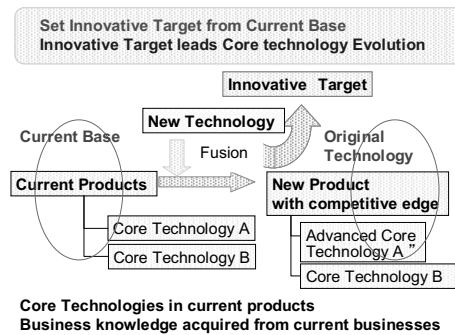 Set Innovative Target from Current Base
Innovative Target leads Core technology Evolution
Innovative Target
New Technology
Current Base
Fusion
Original
Technology
Current Products
New Product
with competitive edge
Core Technology A
Core Technology B
Advanced Core
Technology A ”
Core Technology B
Core Technologies in current products
Business knowledge acquired from current businesses